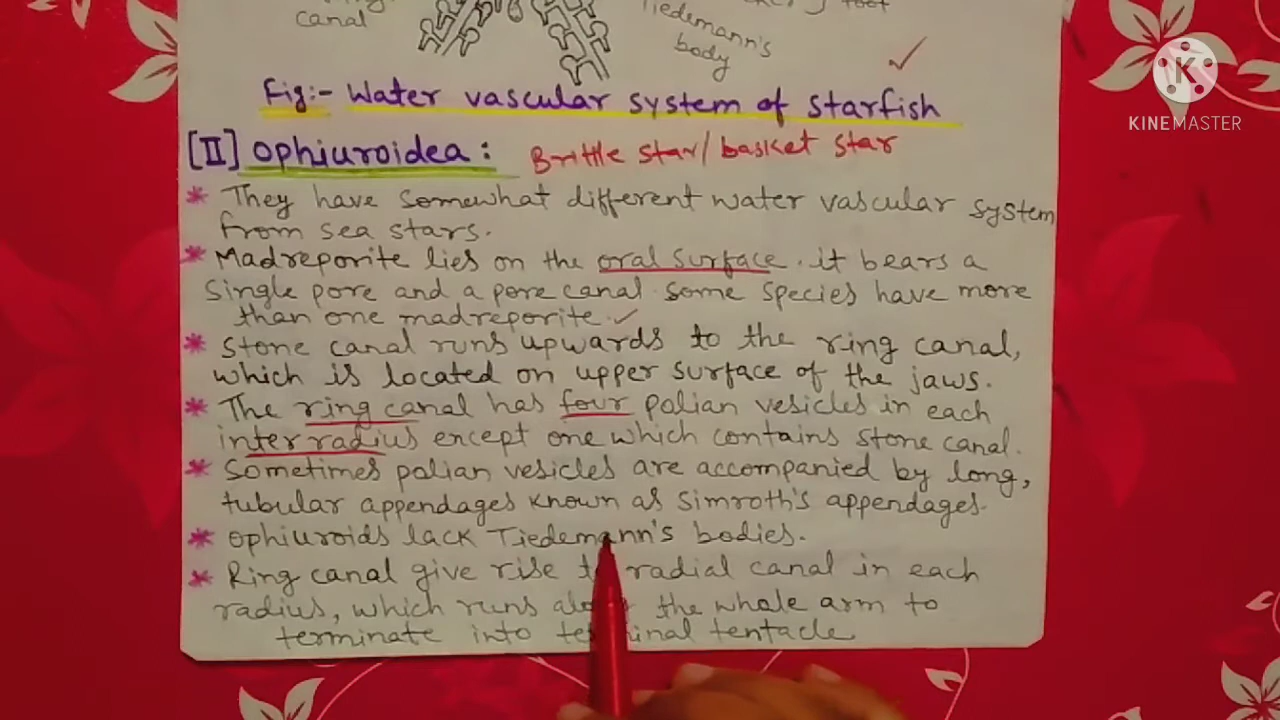 canal
Tiedemann's
body
foot
K
KINEMASTER
Fig:- Water vascular system of starfish
[II] Ophiuroidea: Brittle star/basket star
* They have somewhat different water vascular system
from sea stars.
* Madreporite lies on the oral surface. it bears a
single pore and a pore canal. some species have more
than one madreporite.
* Stone canal runs upwards to the ring canal,
which is located on upper surface of the jaws.
* The ring canal has four polian vesicles in each
interradius except one which contains stone canal.
* Sometimes polian vesicles are accompanied by long,
tubular appendages known as Simroth's appendages.
* Ophiuroids lack Tiedemann's bodies.
* Ring canal give rise to radial canal in each
radius, which runs along the whole arm to
terminate into terminal tentacle